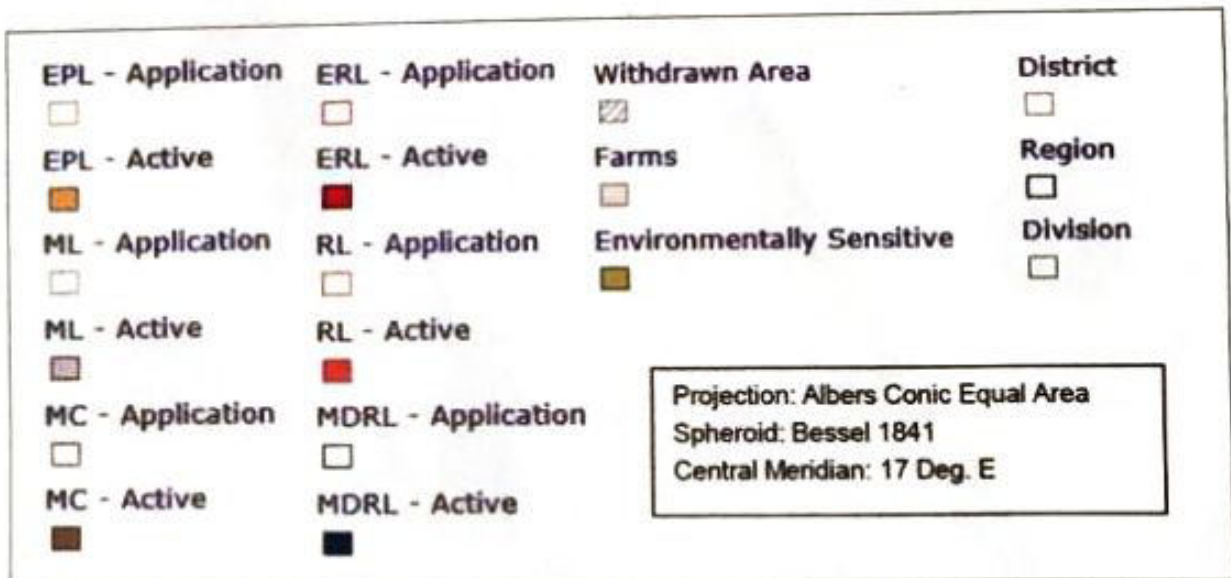 EPL - Application
EPL - Active
ML - Application
ML - Active
MC - Application
MC - Active
ERL - Application
ERL - Active
RL - Application
RL - Active
MDRL - Application
MDRL - Active
Withdrawn Area
Farms
Environmentally Sensitive
District
Region
Division
Projection: Albers Conic Equal Area
Spheroid: Bessel 1841
Central Meridian: 17 Deg. E